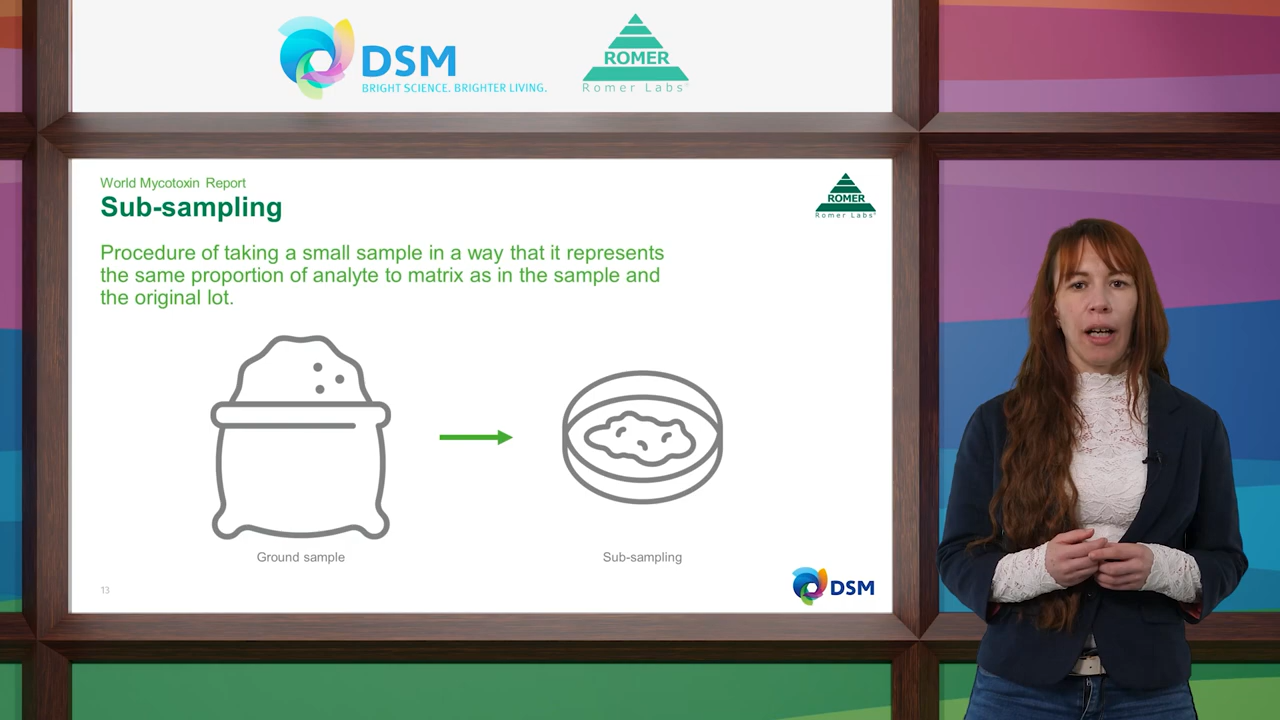 DSM
BRIGHT SCIENCE. BRIGHTER LIVING.
ROMER
Romer Labs®
World Mycotoxin Report
Sub-sampling
ROMER
Romer Labs®
Procedure of taking a small sample in a way that it represents
the same proportion of analyte to matrix as in the sample and
the original lot.
Ground sample
Sub-sampling
13
DSM